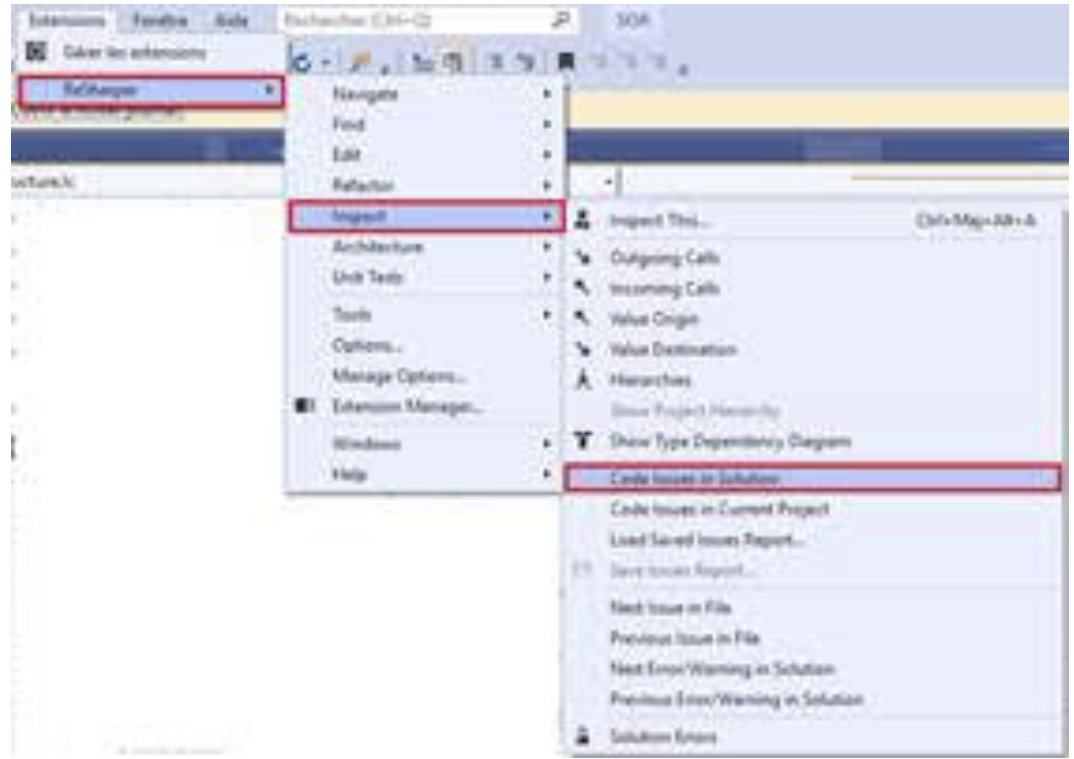 Extensions Fenêtre Aide Rechercher (Ctrl+Q) SOA
Gérer les extensions
ReSharper
Navigate
Find
Edit
Refactor
Inspect
Architecture
Unit Tests
Tools
Options...
Manage Options...
Extension Manager...
Windows
Help
Inspect This... Ctrl+Maj+Alt+A
Outgoing Calls
Incoming Calls
Value Origin
Value Destination
Hierarchies
Show Project Hierarchy
Show Type Dependency Diagram
Code Issues in Solution
Code Issues in Current Project
Load Saved Issues Report...
Save Issues Report...
Next Issue in File
Previous Issue in File
Next Error/Warning in Solution
Previous Error/Warning in Solution
Solution Errors